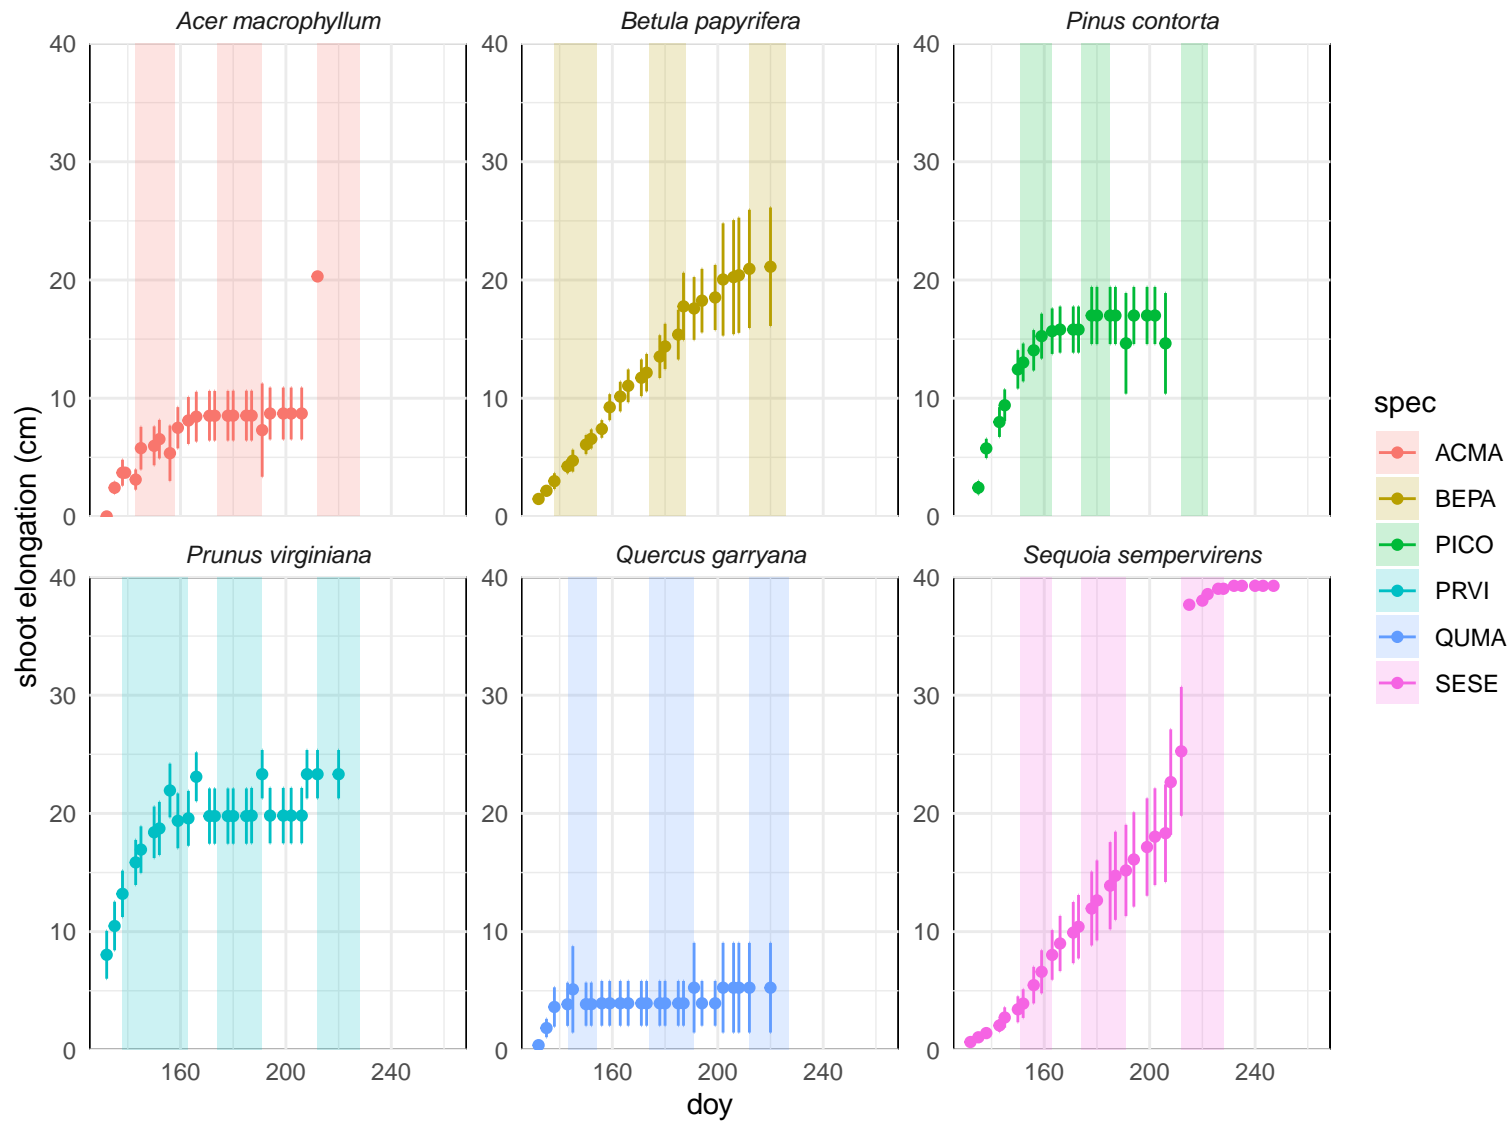 Acer macrophyllum
Betula papyrifera
Pinus contorta
40
30
20
10
0
40
30
20
10
0
40
30
20
10
0
Prunus virginiana
Quercus garryana
Sequoia sempervirens
40
30
20
10
0
40
30
20
10
0
40
30
20
10
0
160 200 240
160 200 240
160 200 240
doy
shoot elongation (cm)
spec
ACMA
BEPA
PICO
PRVI
QUMA
SESE